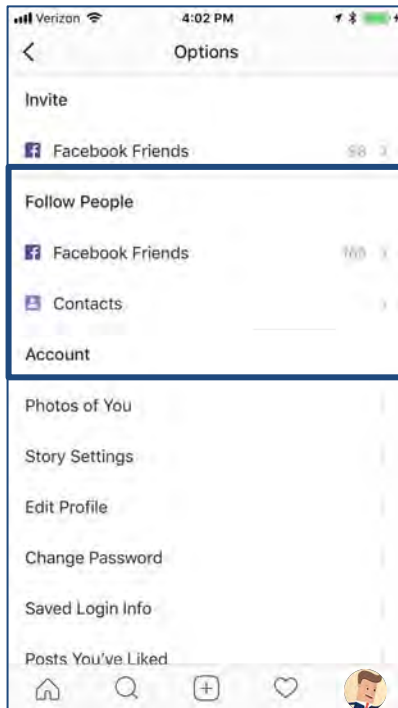 Verizon 4:02 PM
Options
Invite
Facebook Friends 98
Follow People
Facebook Friends
Contacts
Account
Photos of You
Story Settings
Edit Profile
Change Password
Saved Login Info
Posts You've Liked